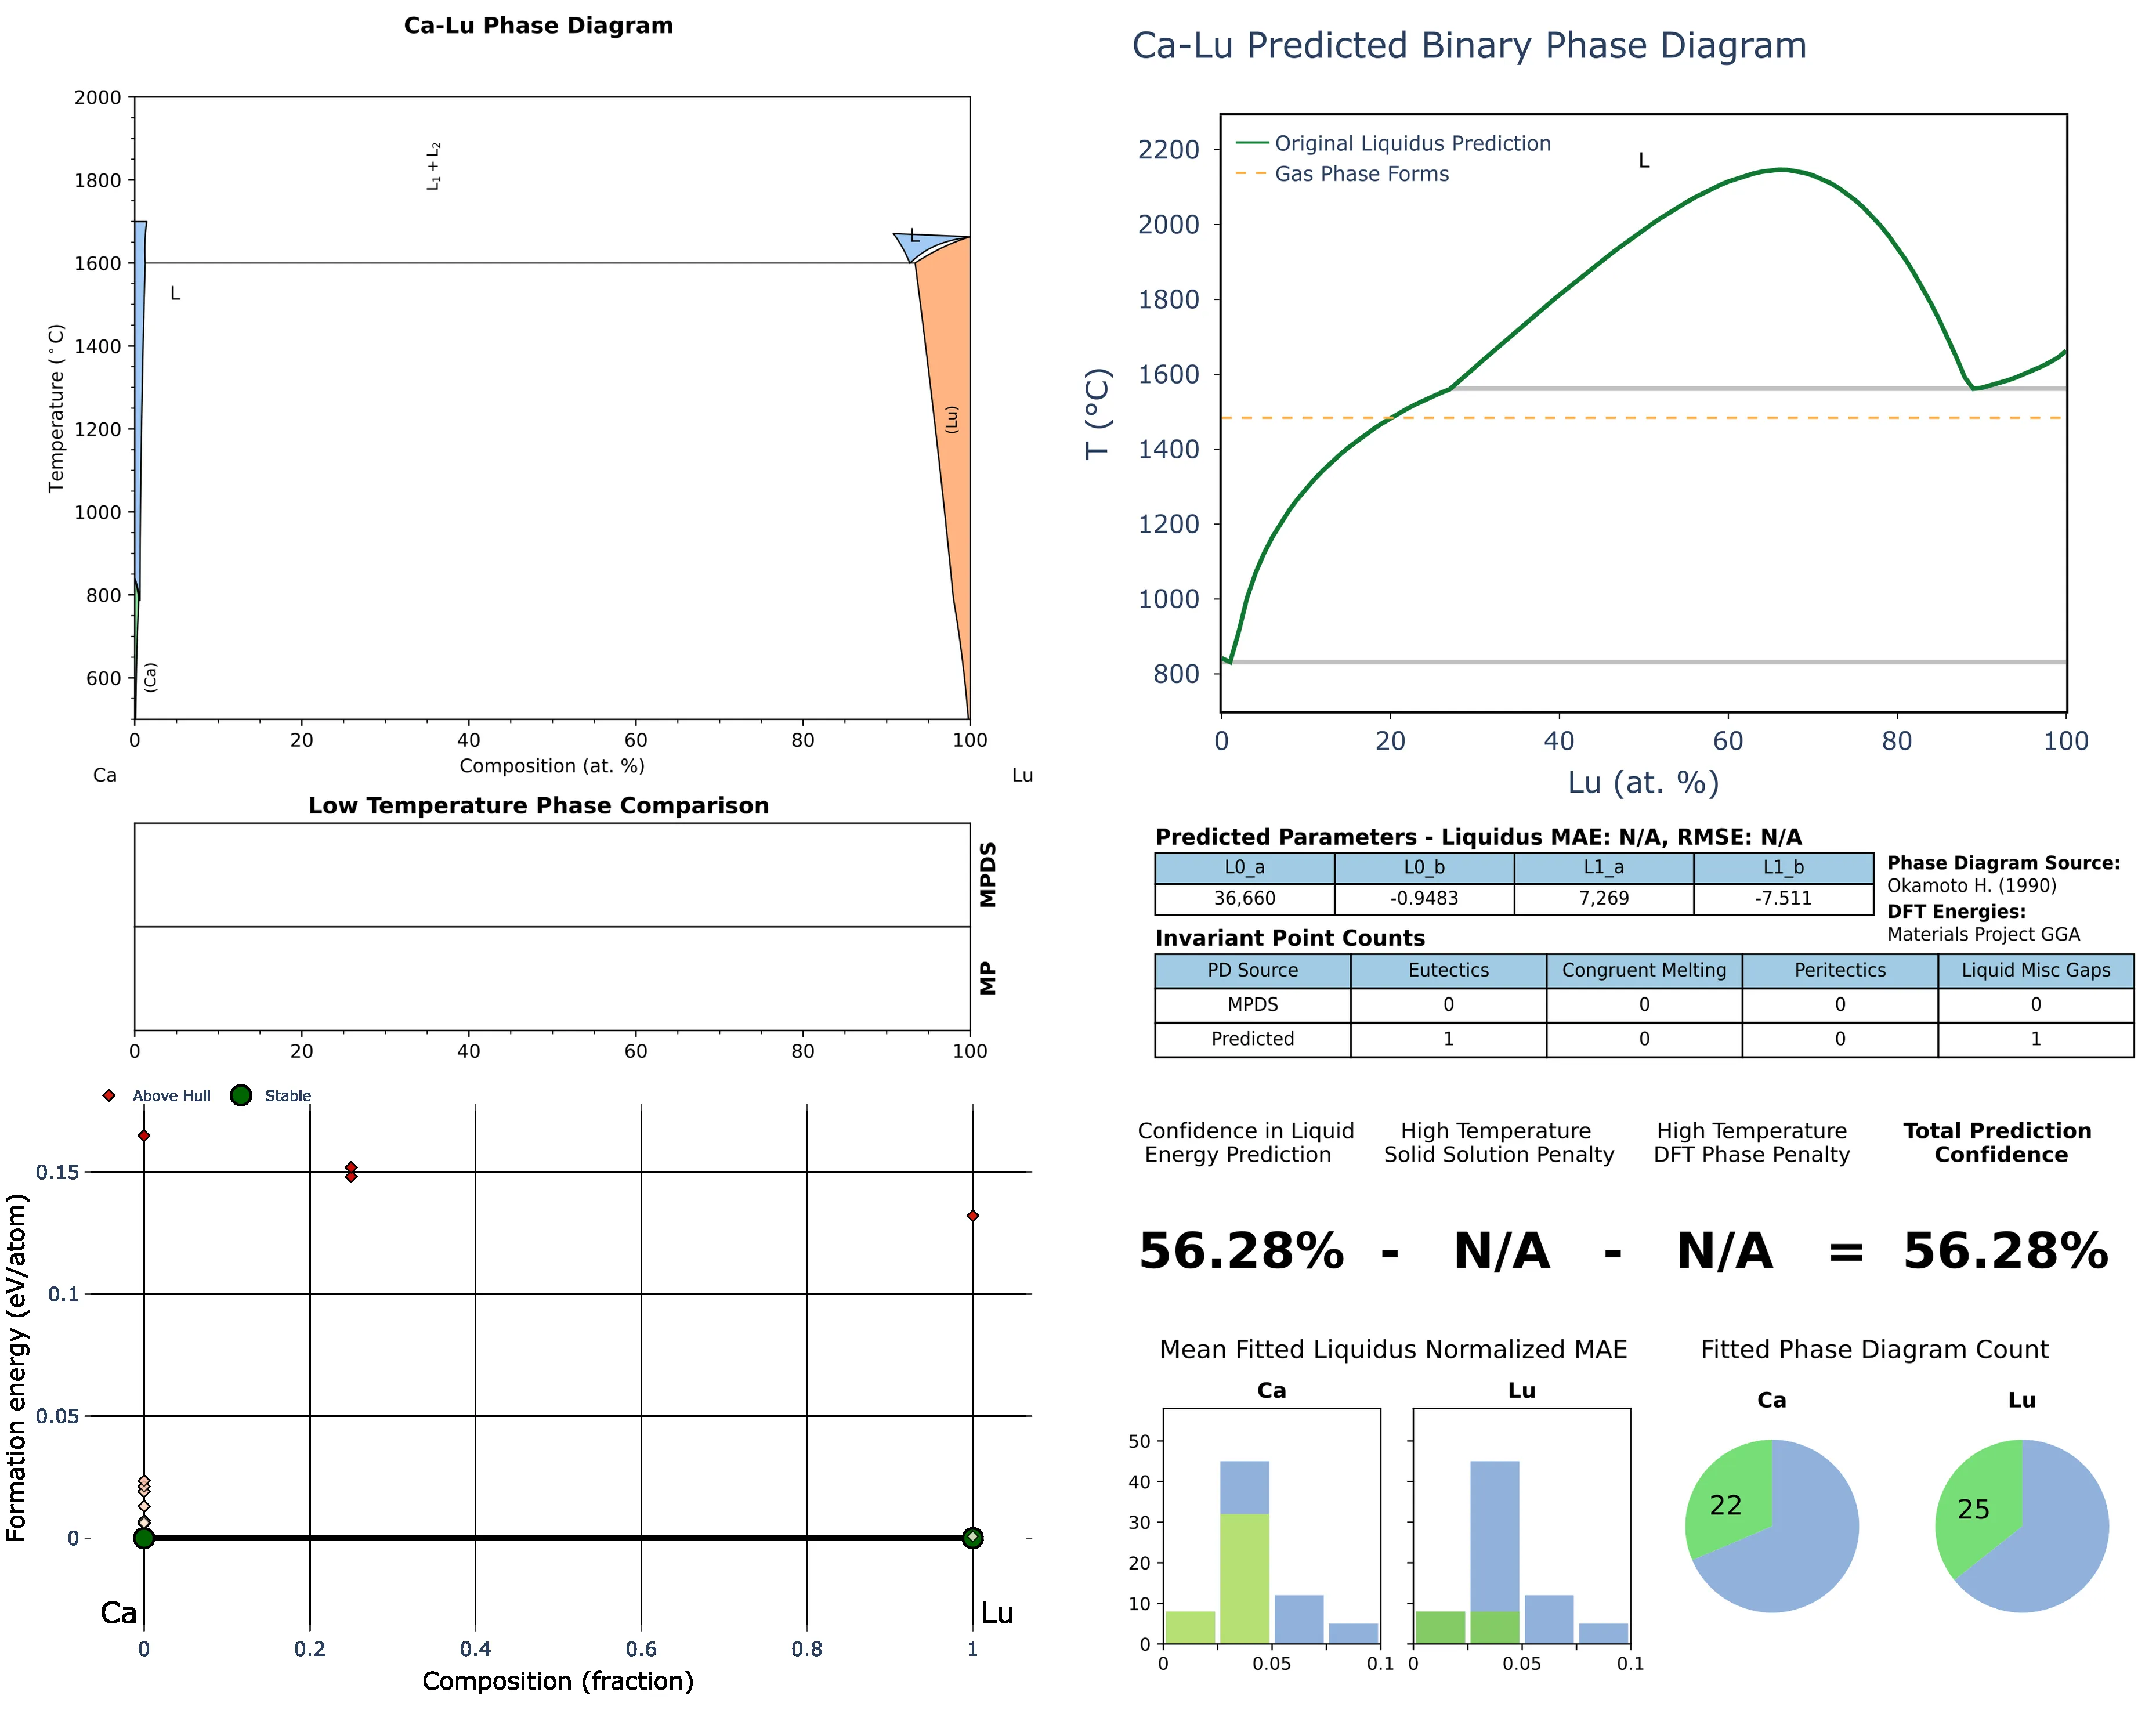 Ca-Lu Phase Diagram
2000
1800
1600
1400
1200
1000
800
600
Temperature (°C)
L₁ + L₂
L
L
(Lu)
(Ca)
0 20 40 60 80 100
Composition (at. %)
Ca Lu
Low Temperature Phase Comparison
MPDS
MP
0 20 40 60 80 100
Above Hull Stable
0.15
0.1
0.05
0
Formation energy (eV/atom)
Ca Lu
0 0.2 0.4 0.6 0.8 1
Composition (fraction)
Ca-Lu Predicted Binary Phase Diagram
Original Liquidus Prediction
Gas Phase Forms
L
2200
2000
1800
1600
1400
1200
1000
800
T (°C)
0 20 40 60 80 100
Lu (at. %)
Predicted Parameters - Liquidus MAE: N/A, RMSE: N/A
L0_a L0_b L1_a L1_b
36,660 -0.9483 7,269 -7.511
Phase Diagram Source:
Okamoto H. (1990)
DFT Energies:
Materials Project GGA
Invariant Point Counts
PD Source Eutectics Congruent Melting Peritectics Liquid Misc Gaps
MPDS 0 0 0 0
Predicted 1 0 0 1
Confidence in Liquid
Energy Prediction
High Temperature
Solid Solution Penalty
High Temperature
DFT Phase Penalty
Total Prediction
Confidence
56.28% - N/A - N/A = 56.28%
Mean Fitted Liquidus Normalized MAE
Ca Lu
50
40
30
20
10
0
0 0.05 0.1 0 0.05 0.1
Fitted Phase Diagram Count
Ca Lu
22 25